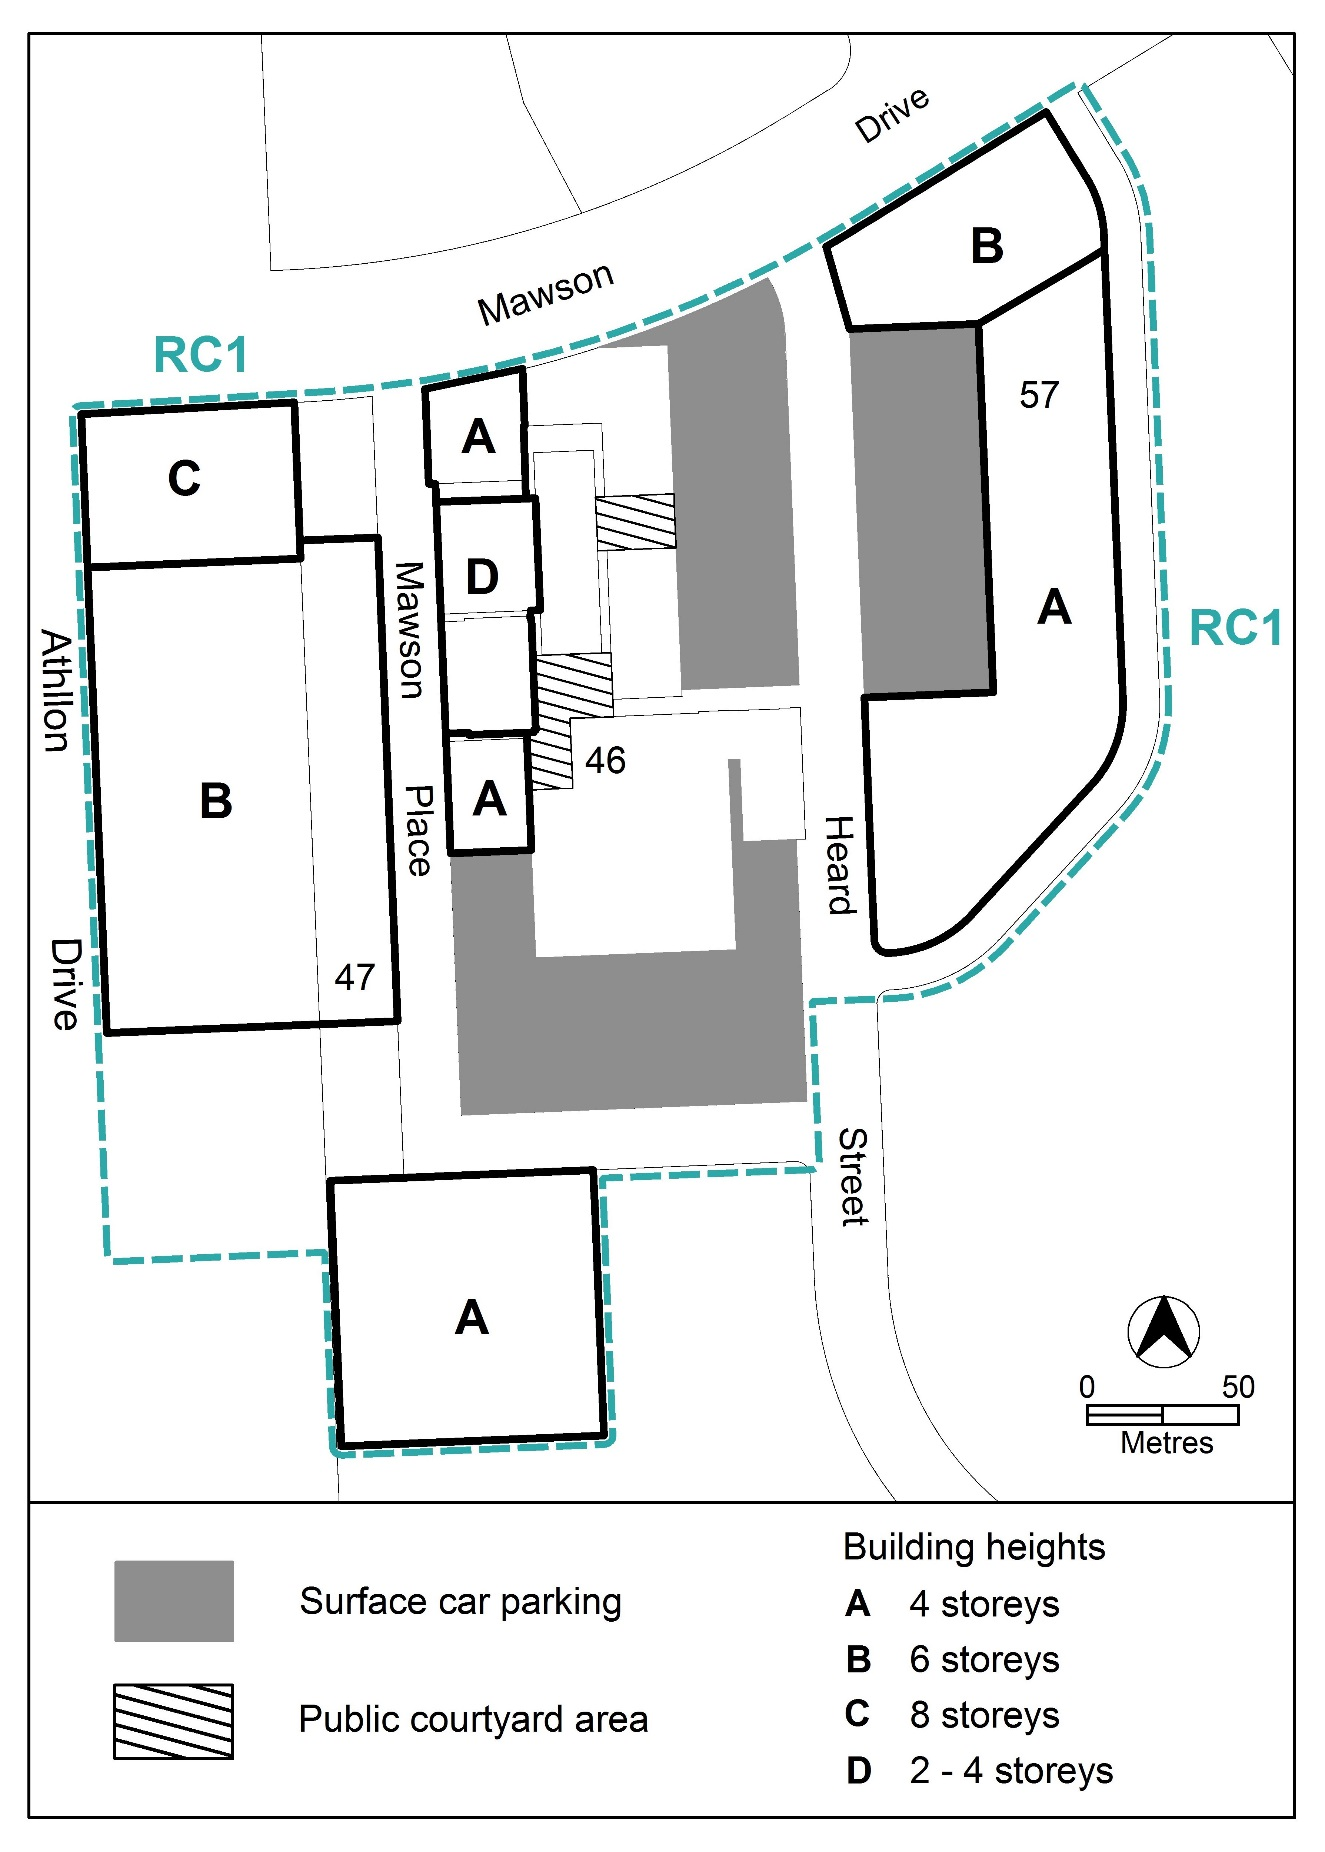 Drive
Mawson
RC1
B
57
A
C
A
D
Mawson
Place
A
46
RC1
Athllon
Drive
B
47
Heard
Street
A
0 50
Metres
Surface car parking
Public courtyard area
Building heights
A 4 storeys
B 6 storeys
C 8 storeys
D 2 - 4 storeys